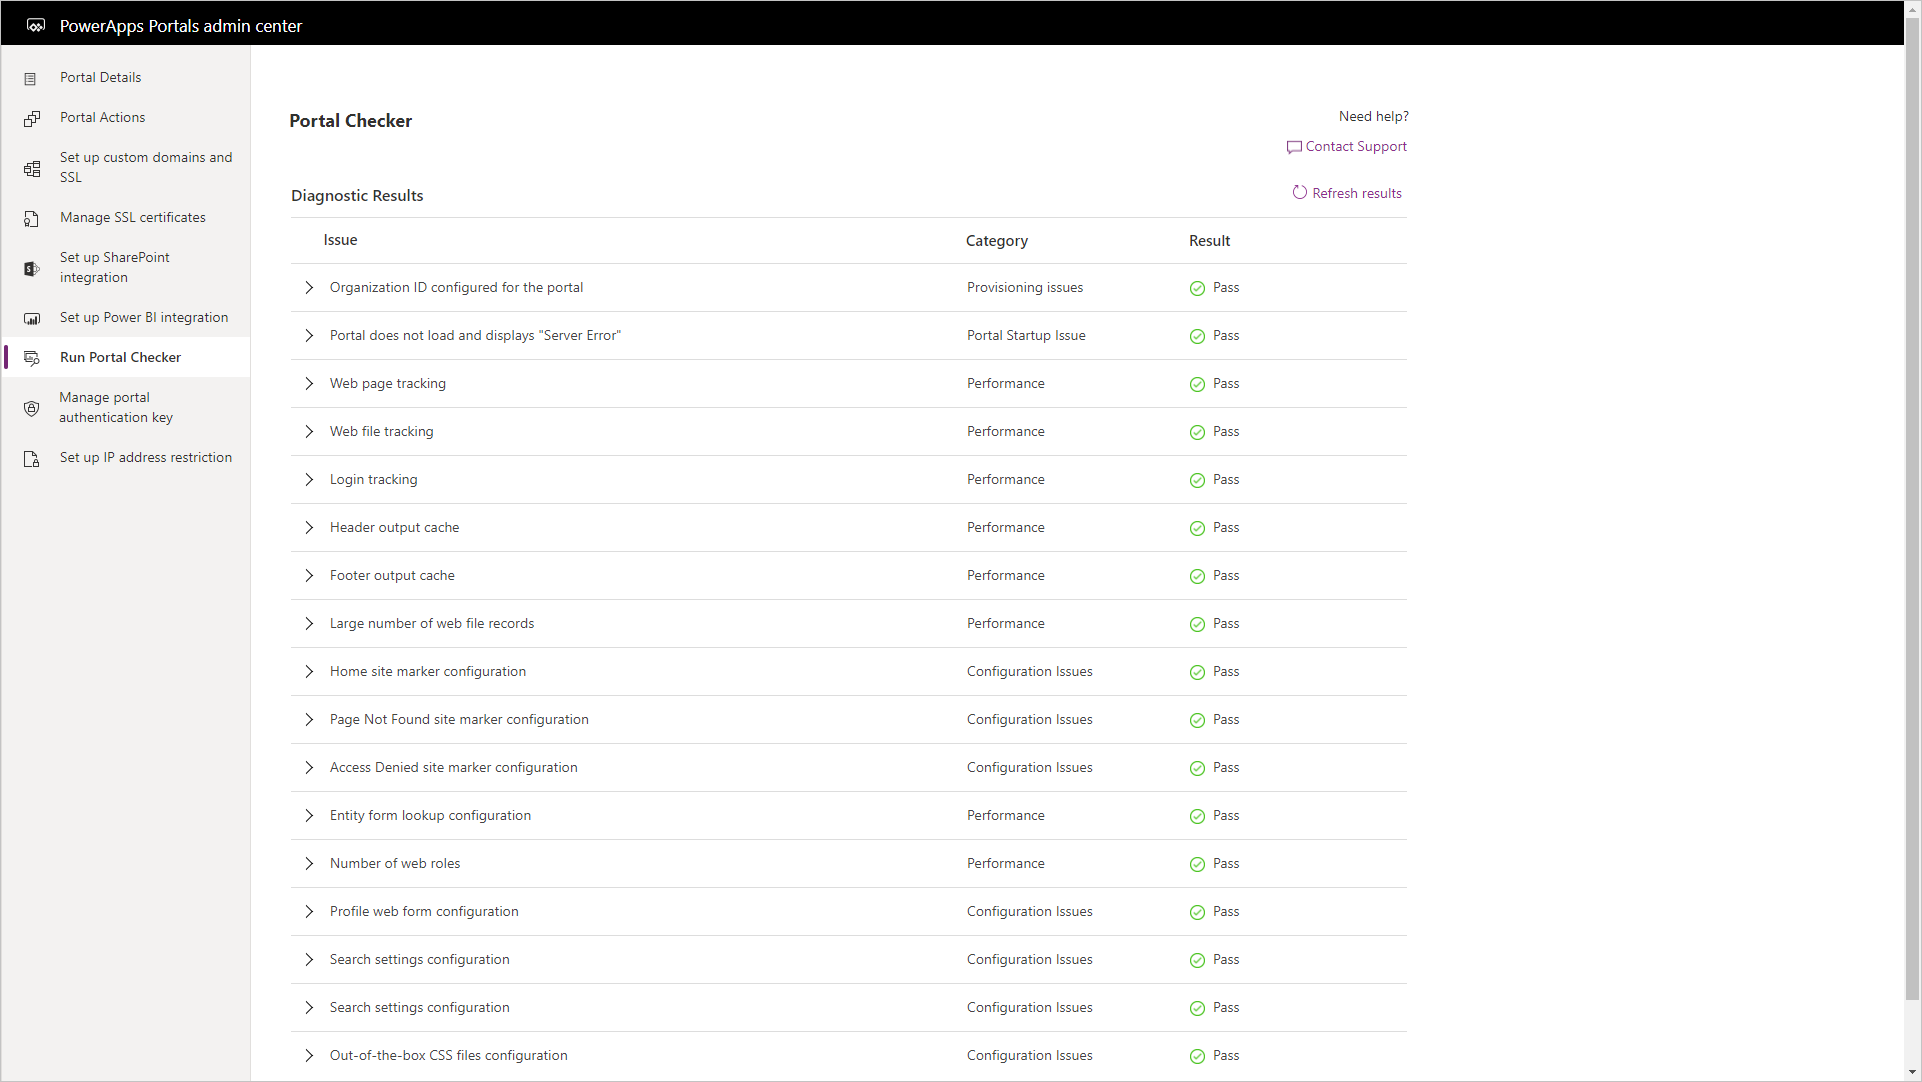 PowerApps Portals admin center
Portal Details
Portal Actions
Set up custom domains and
SSL
Manage SSL certificates
Set up SharePoint
integration
Set up Power BI integration
Run Portal Checker
Manage portal
authentication key
Set up IP address restriction
Portal Checker
Need help?
Contact Support
Diagnostic Results
Refresh results
Issue Category Result
Organization ID configured for the portal Provisioning issues Pass
Portal does not load and displays "Server Error" Portal Startup Issue Pass
Web page tracking Performance Pass
Web file tracking Performance Pass
Login tracking Performance Pass
Header output cache Performance Pass
Footer output cache Performance Pass
Large number of web file records Performance Pass
Home site marker configuration Configuration Issues Pass
Page Not Found site marker configuration Configuration Issues Pass
Access Denied site marker configuration Configuration Issues Pass
Entity form lookup configuration Performance Pass
Number of web roles Performance Pass
Profile web form configuration Configuration Issues Pass
Search settings configuration Configuration Issues Pass
Search settings configuration Configuration Issues Pass
Out-of-the-box CSS files configuration Configuration Issues Pass